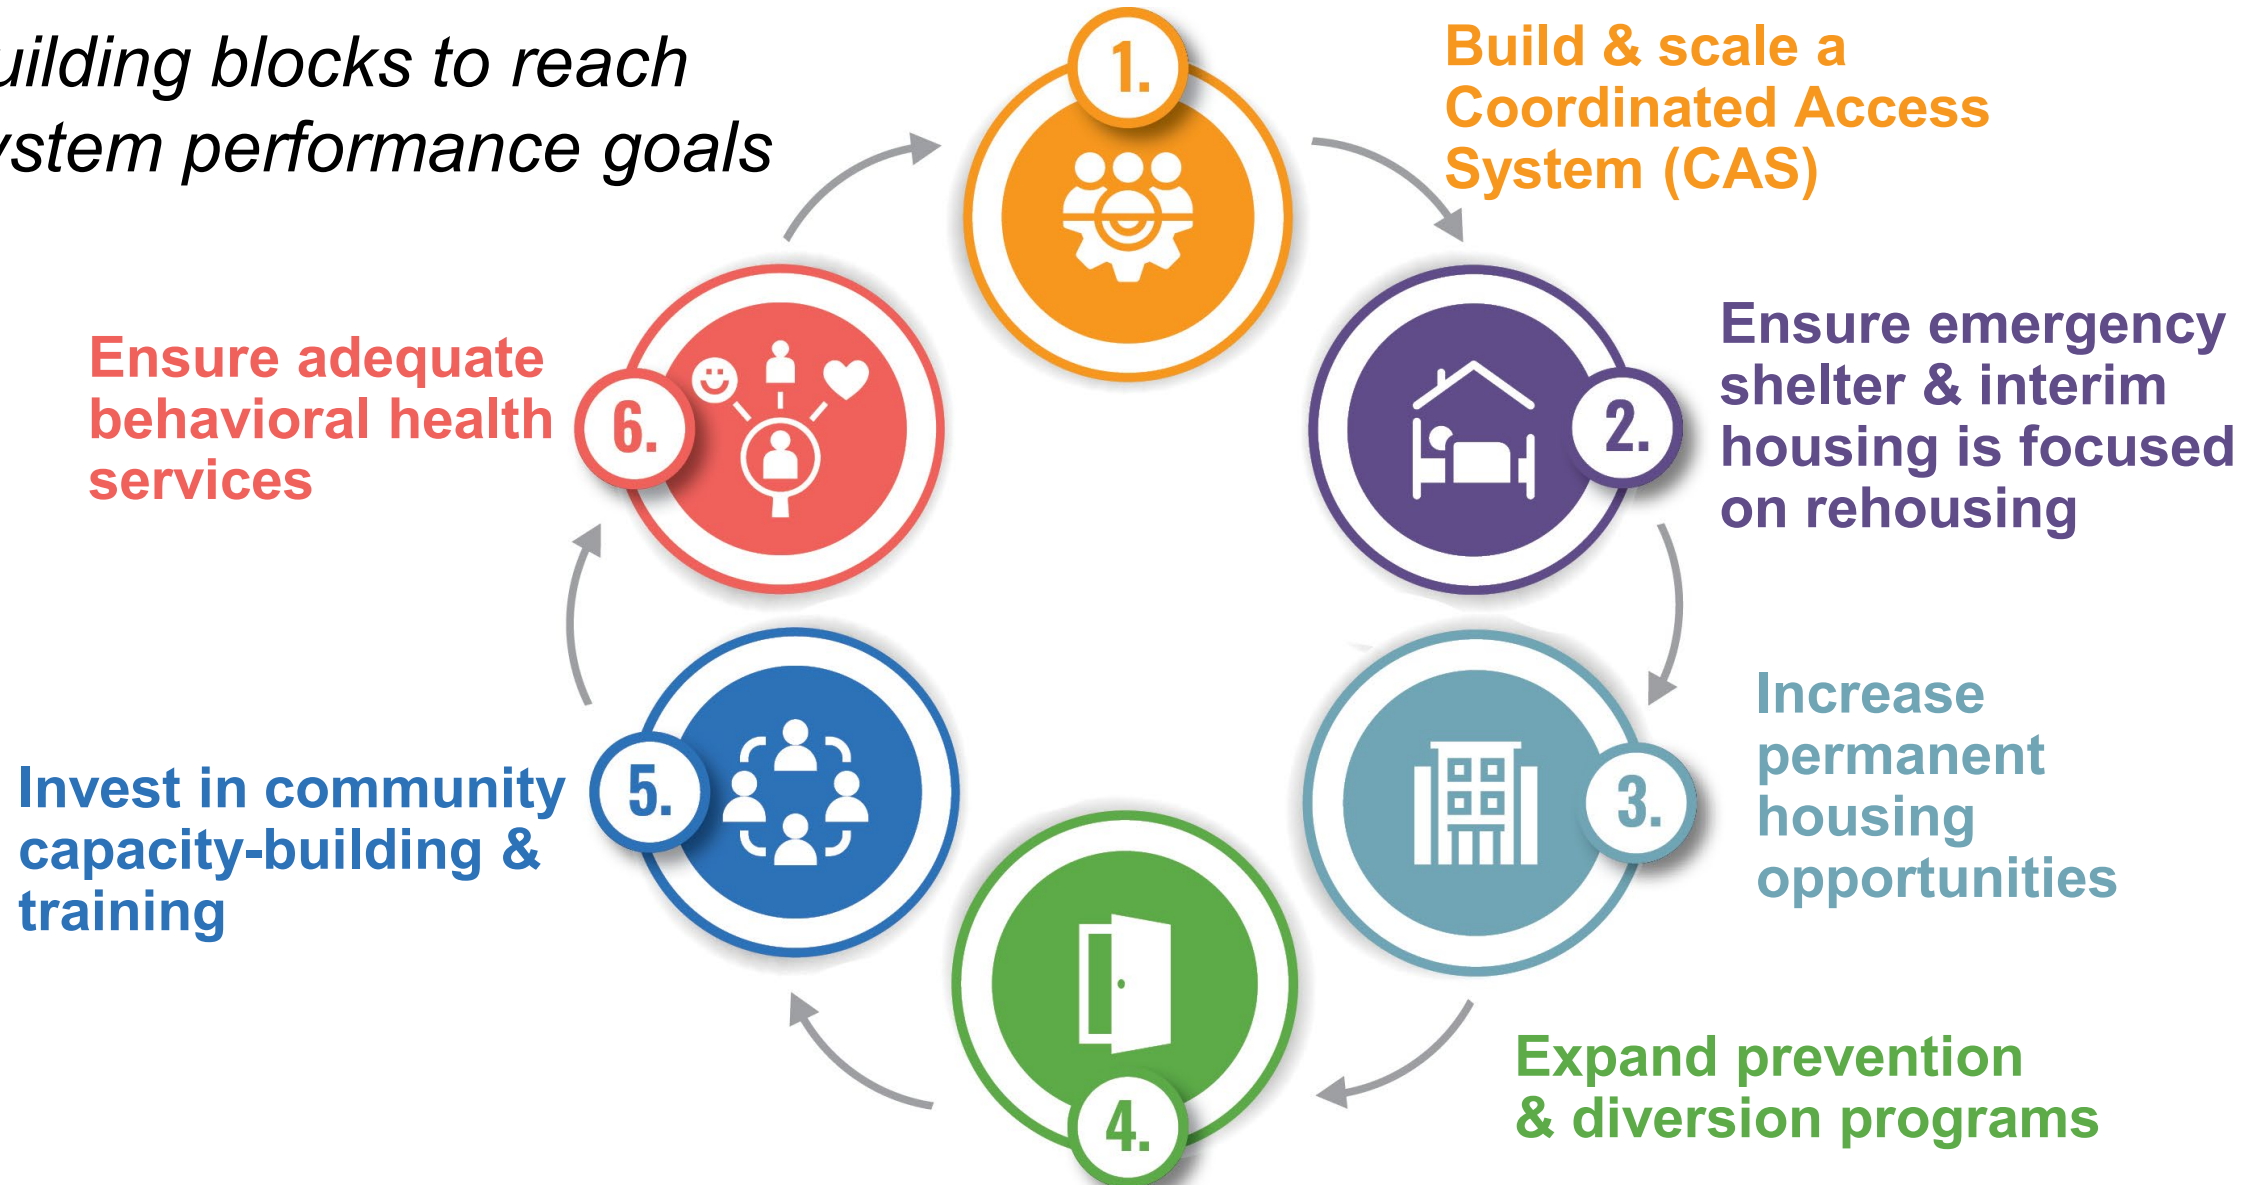 uilding blocks to reach
ystem performance goals
1.
Build & scale a
Coordinated Access
System (CAS)
2.
Ensure emergency
shelter & interim
housing is focused
on rehousing
3.
Increase
permanent
housing
opportunities
4.
Expand prevention
& diversion programs
5.
Invest in community
capacity-building &
training
6.
Ensure adequate
behavioral health
services